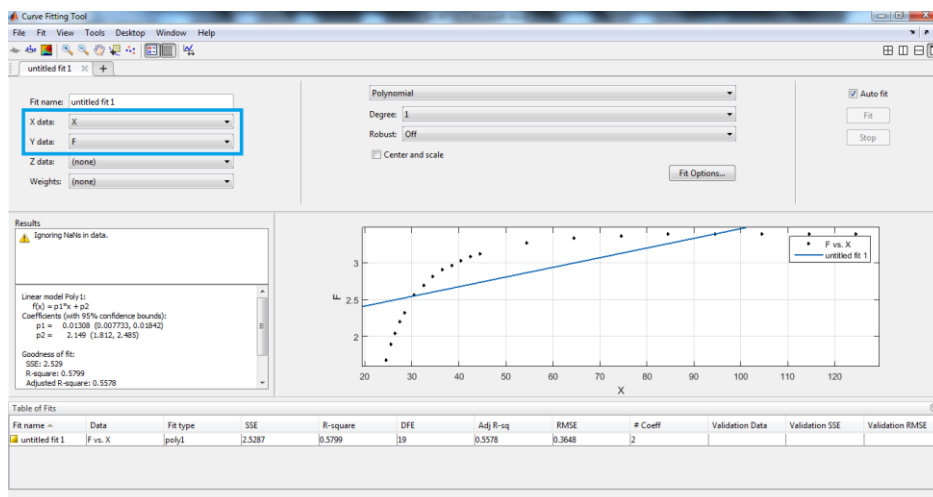 Curve Fitting Tool
File Fit View Tools Desktop Window Help
untitled fit 1
Fit name: untitled fit 1
X data: X
Y data: F
Z data: (none)
Weights: (none)
Polynomial
Degree: 1
Robust: Off
Center and scale
Fit Options...
Auto fit
Fit
Stop
Results
Ignoring NaNs in data.
Linear model Poly1:
f(x) = p1*x + p2
Coefficients (with 95% confidence bounds):
p1 = 0.01308 (0.007733, 0.01842)
p2 = 2.149 (1.812, 2.485)
Goodness of fit:
SSE: 2.529
R-square: 0.5799
Adjusted R-square: 0.5578
F vs. X
untitled fit 1
3
2.5
2
F
20 30 40 50 60 70 80 90 100 110 120
X
Table of Fits
Fit name Data Fit type SSE R-square DFE Adj R-sq RMSE # Coeff Validation Data Validation SSE Validation RMSE
untitled fit 1 F vs. X poly1 2.5287 0.5799 19 0.5578 0.3648 2